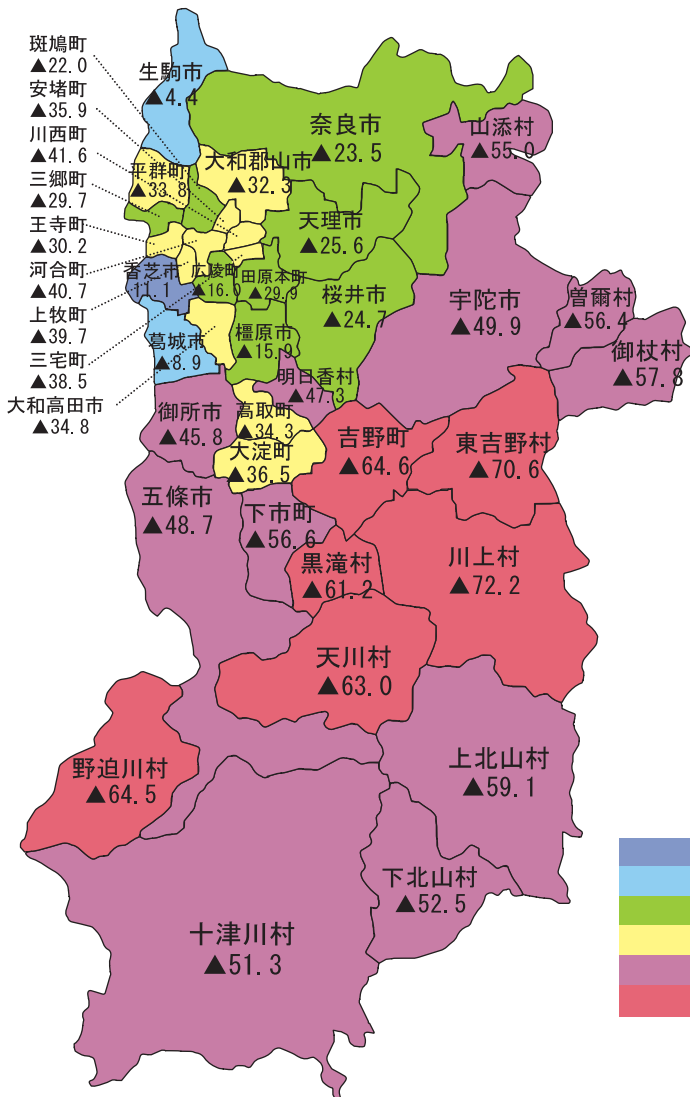 斑鳩町
▲22.0
安堵町
▲35.9
川西町
▲41.6
三郷町
▲29.7
王寺町
▲30.2
河合町
▲40.7
上牧町
▲39.7
三宅町
▲38.5
大和高田市
▲34.8
生駒市
▲4.4
奈良市
▲23.5
山添村
▲55.0
平群町
▲33.8
大和郡山市
▲32.3
天理市
▲25.6
香芝市
11.1
広陵町
▲16.0
田原本町
▲29.9
桜井市
▲24.7
宇陀市
▲49.9
曽爾村
▲56.4
御杖村
▲57.8
葛城市
▲8.9
橿原市
▲15.9
明日香村
▲47.3
御所市
▲45.8
高取町
▲34.3
大淀町
▲36.5
吉野町
▲64.6
東吉野村
▲70.6
五條市
▲48.7
下市町
▲56.6
黒滝村
▲61.2
川上村
▲72.2
天川村
▲63.0
野迫川村
▲64.5
上北山村
▲59.1
下北山村
▲52.5
十津川村
▲51.3